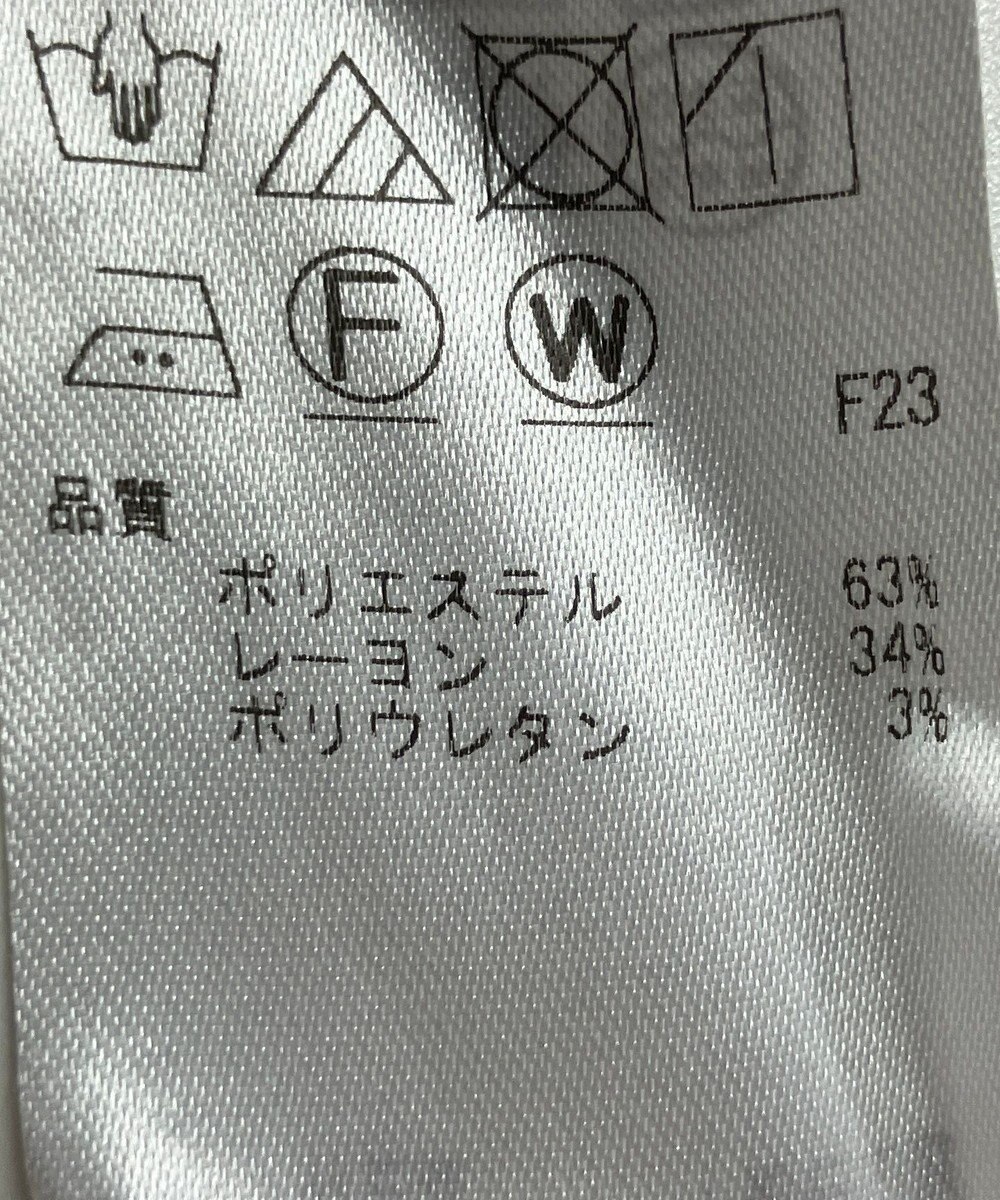 F W
F23
品質
ポリエステル 63%
レーヨン 34%
ポリウレタン 3%